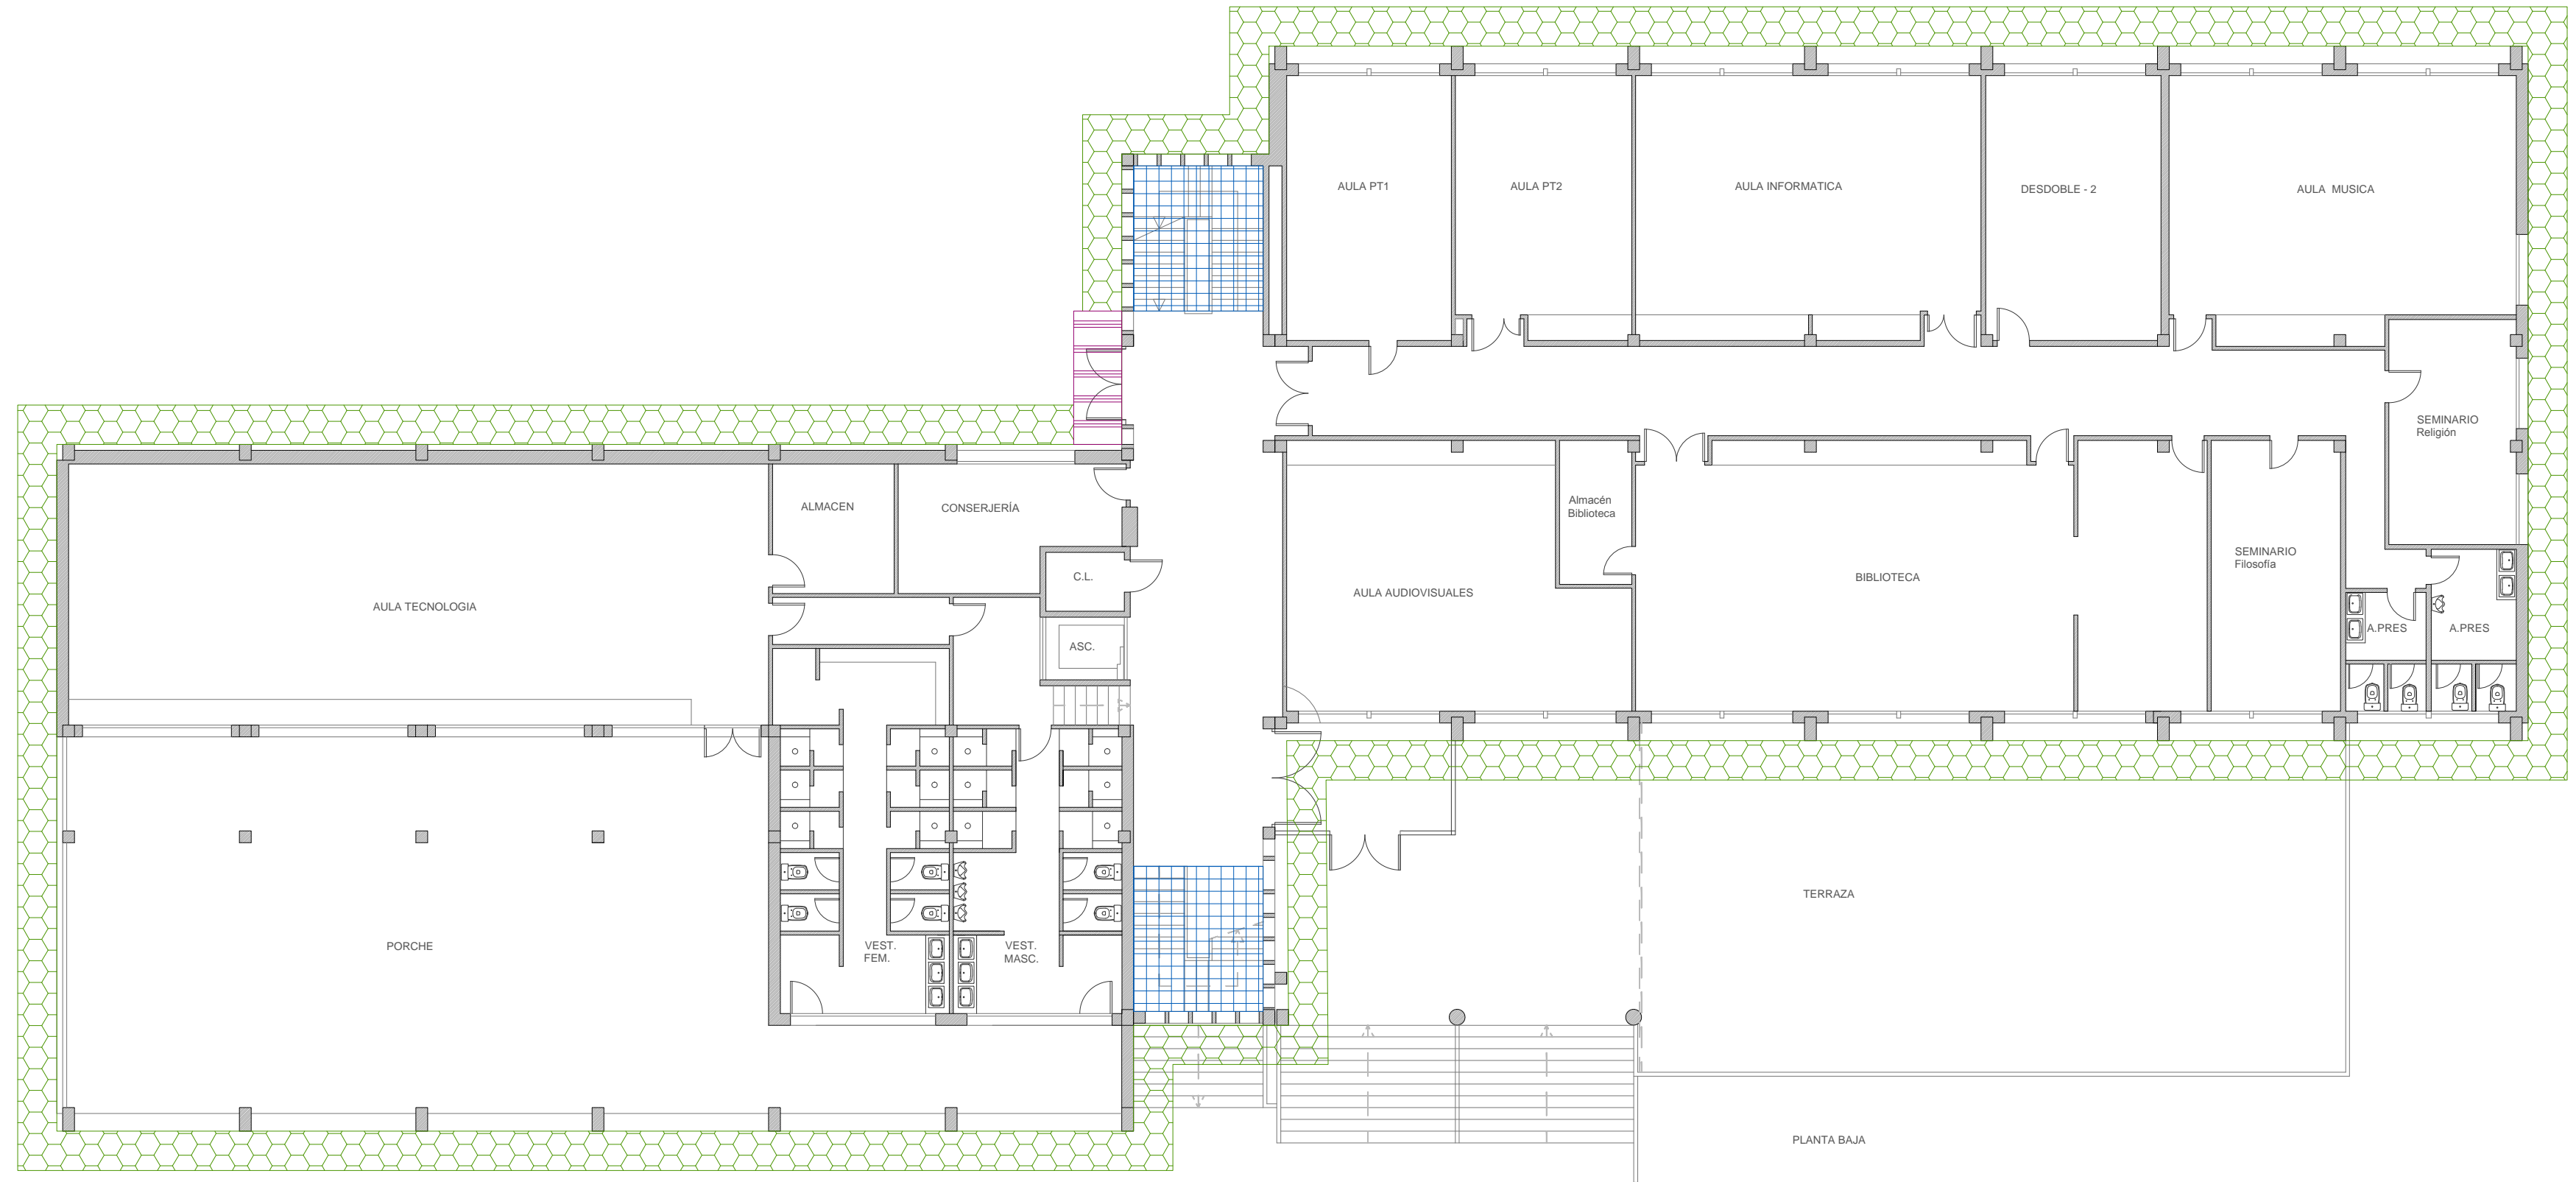 AULA PT1
AULA PT2
AULA INFORMATICA
DESDOBLE - 2
AULA MUSICA
SEMINARIO
Religión
ALMACEN
CONSERJERÍA
Almacén
Biblioteca
SEMINARIO
Filosofía
C.L.
BIBLIOTECA
AULA AUDIOVISUALES
AULA TECNOLOGIA
A.PRES
A.PRES
ASC.
TERRAZA
PORCHE
VEST.
FEM.
VEST.
MASC.
PLANTA BAJA